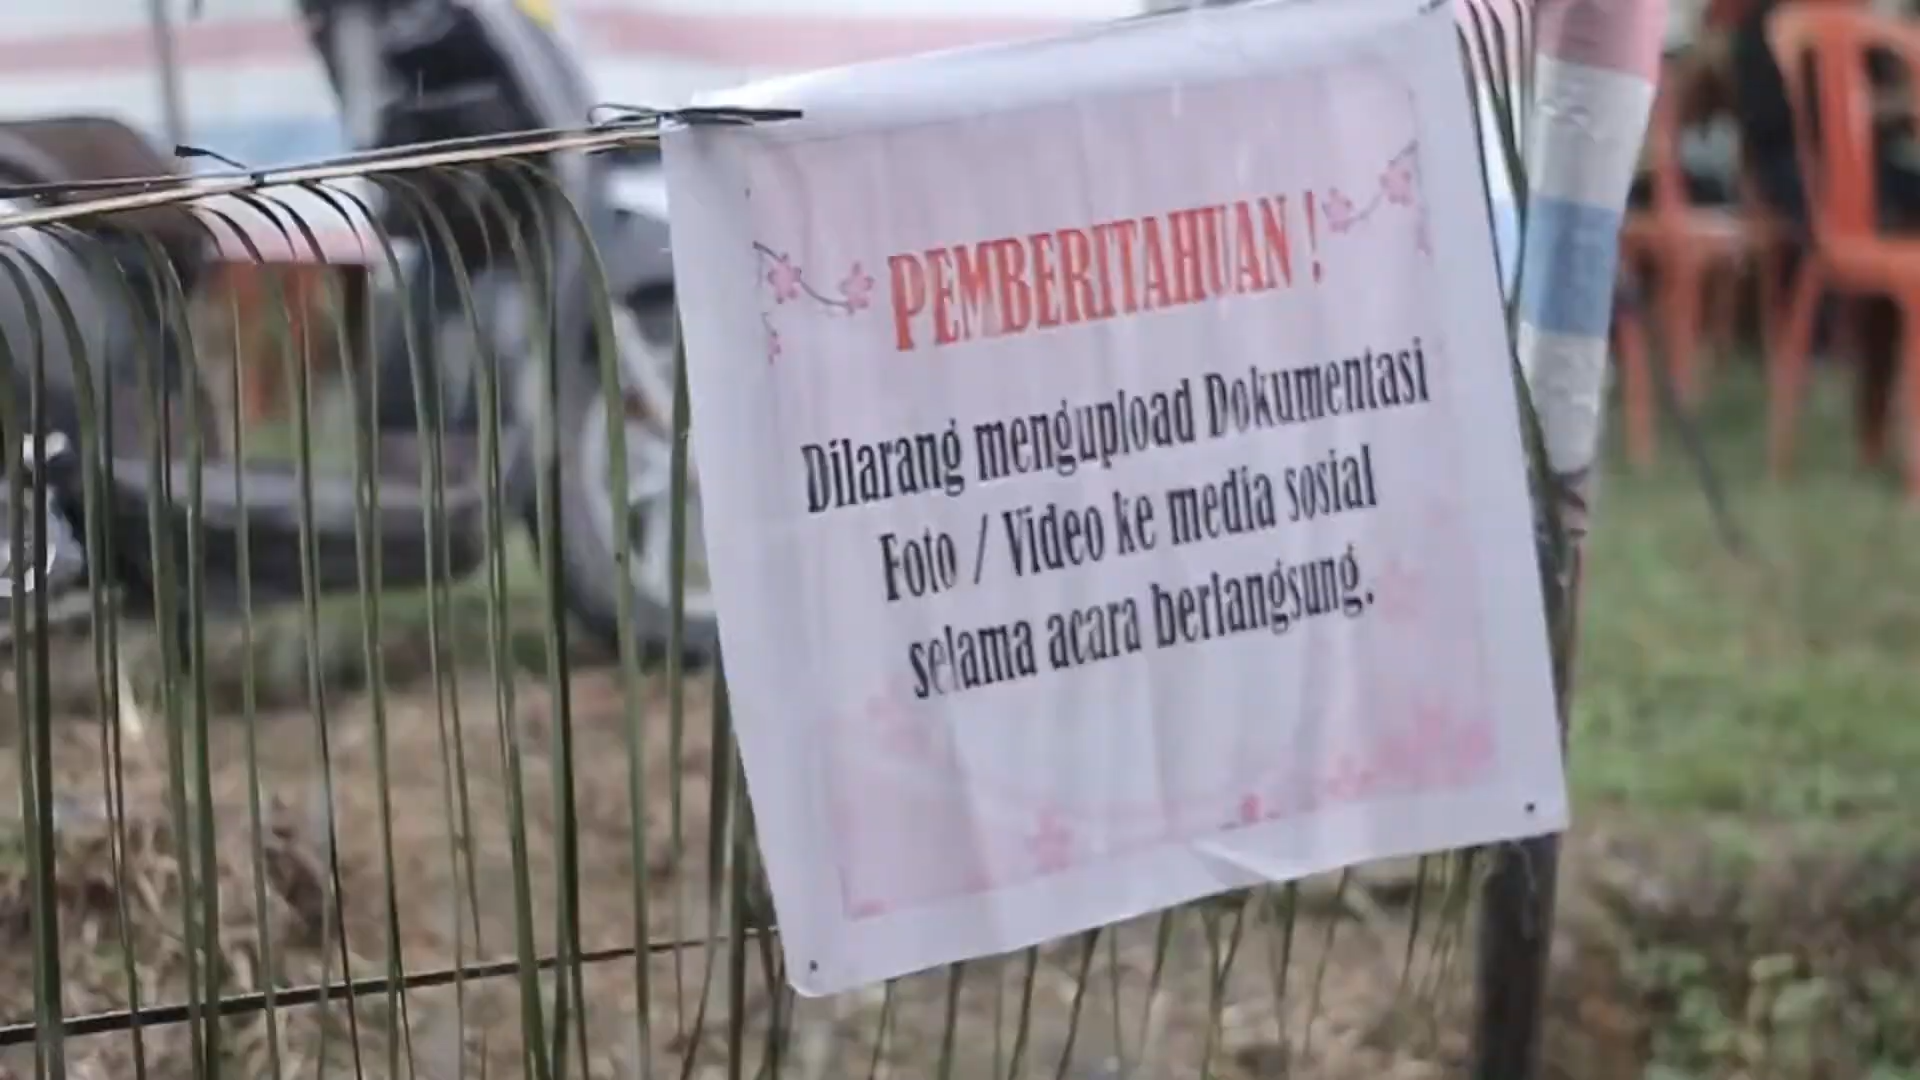 PEMBERITAHUAN !
Dilarang mengupload Dokumentasi
Foto / Video ke media sosial
selama acara berlangsung.